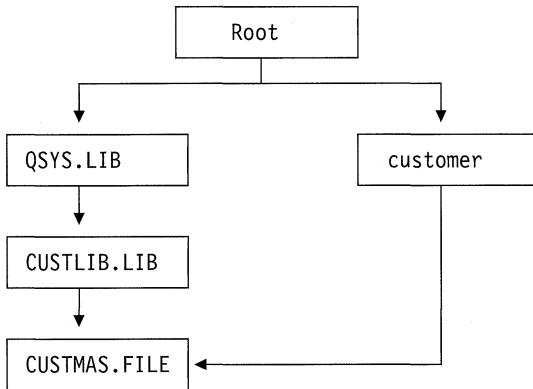 Root
QSYS.LIB
customer
CUSTLIB.LIB
CUSTMAS.FILE